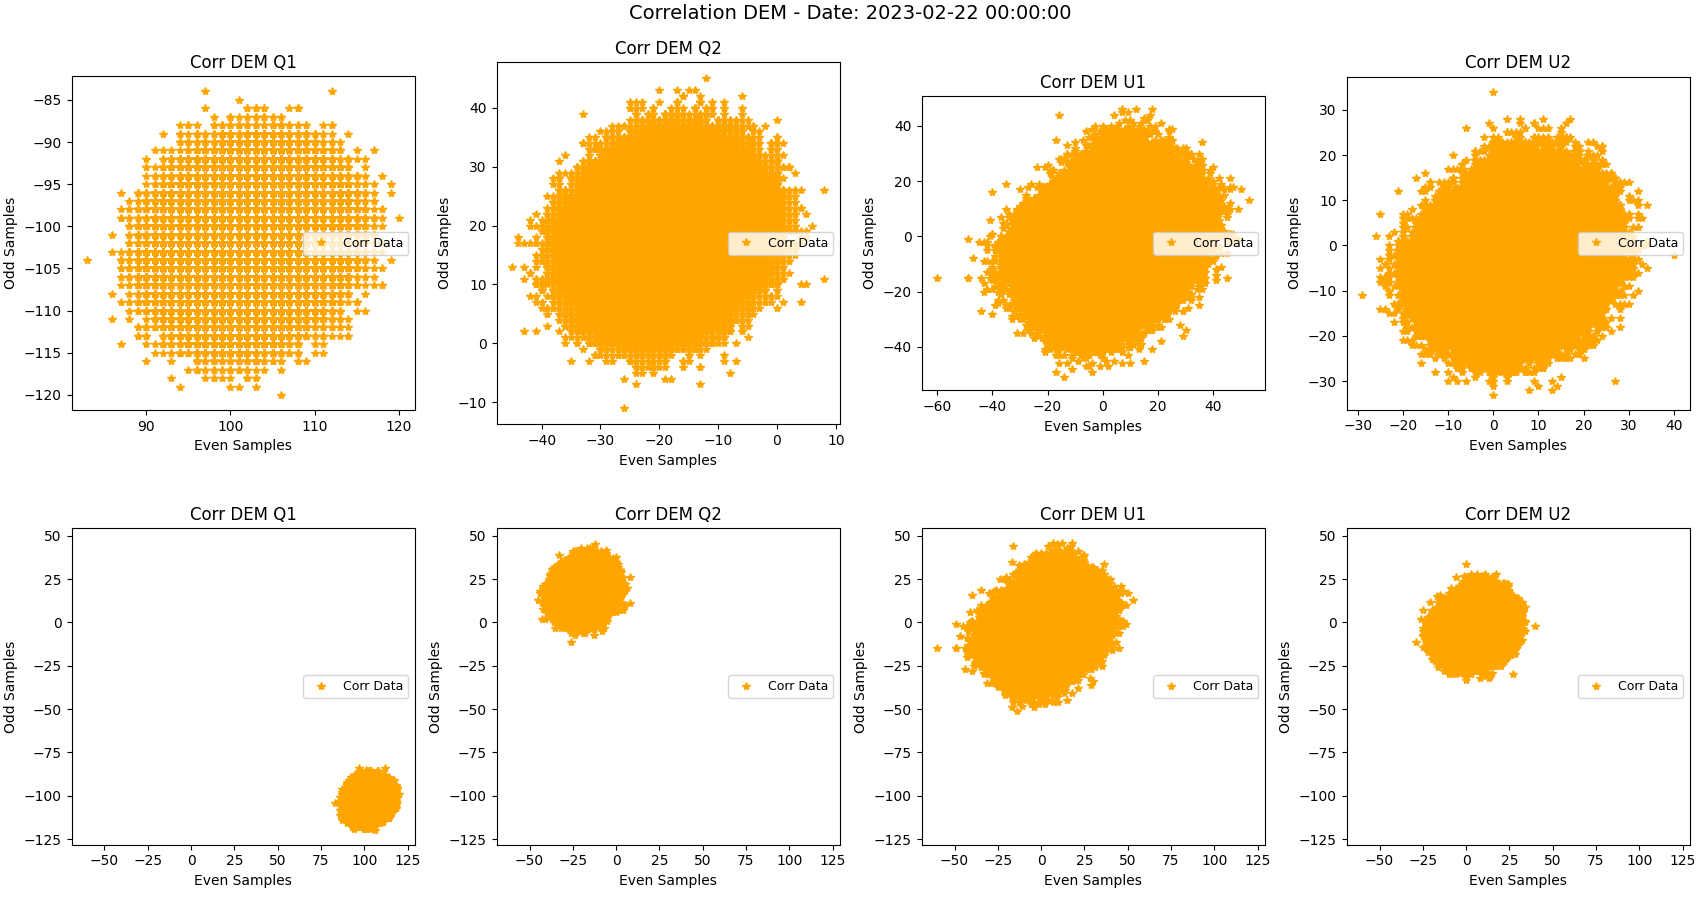 Correlation DEM - Date: 2023-02-22 00:00:00
Corr DEM Q1
Odd Samples
−85
−90
−95
−100
−105
−110
−115
−120
Corr Data
90 100 110 120
Even Samples
Corr DEM Q2
Odd Samples
40
30
20
10
0
−10
Corr Data
−40 −30 −20 −10 0 10
Even Samples
Corr DEM U1
Odd Samples
40
20
0
−20
−40
Corr Data
−60 −40 −20 0 20 40
Even Samples
Corr DEM U2
Odd Samples
30
20
10
0
−10
−20
−30
Corr Data
−30 −20 −10 0 10 20 30 40
Even Samples
Corr DEM Q1
Odd Samples
50
25
0
−25
−50
−75
−100
−125
Corr Data
−50 −25 0 25 50 75 100 125
Even Samples
Corr DEM Q2
Odd Samples
50
25
0
−25
−50
−75
−100
−125
Corr Data
−50 −25 0 25 50 75 100 125
Even Samples
Corr DEM U1
Odd Samples
50
25
0
−25
−50
−75
−100
−125
Corr Data
−50 −25 0 25 50 75 100 125
Even Samples
Corr DEM U2
Odd Samples
50
25
0
−25
−50
−75
−100
−125
Corr Data
−50 −25 0 25 50 75 100 125
Even Samples